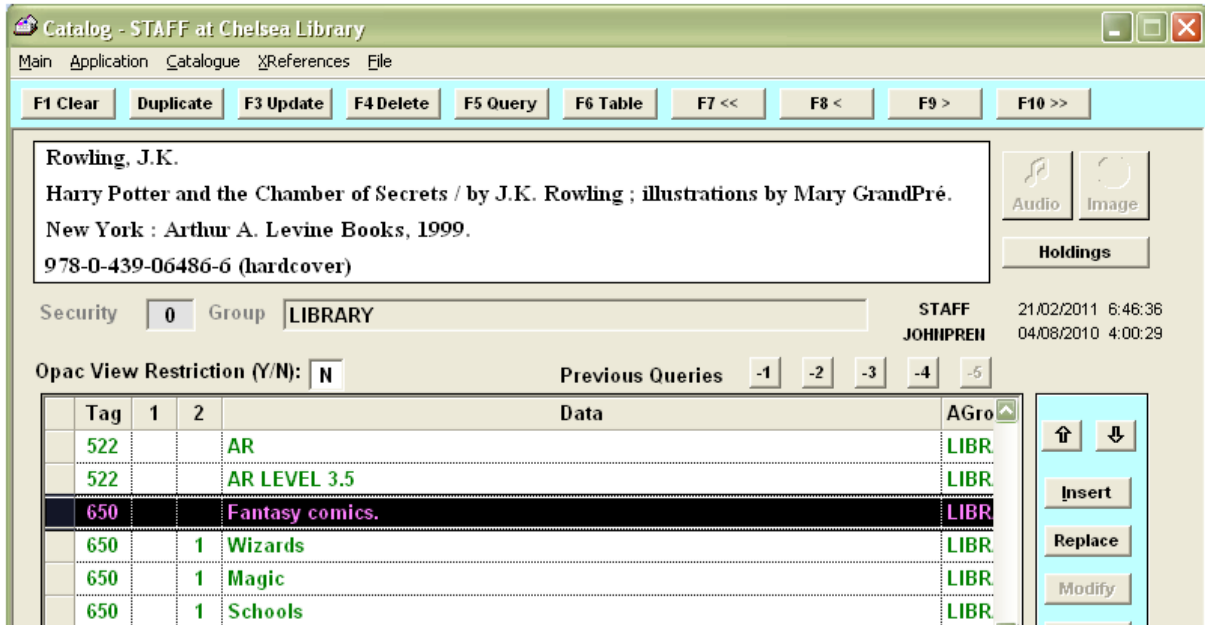 Catalog - STAFF at Chelsea Library
Main Application Catalogue XReferences File
F1 Clear Duplicate F3 Update F4 Delete F5 Query F6 Table F7 << F8 < F9 > F10 >>
Rowling, J.K.
Harry Potter and the Chamber of Secrets / by J.K. Rowling ; illustrations by Mary GrandPré.
New York : Arthur A. Levine Books, 1999.
978-0-439-06486-6 (hardcover)
Audio Image
Holdings
Security 0 Group LIBRARY STAFF 21/02/2011 6:46:36
JOHNPREN 04/08/2010 4:00:29
Opac View Restriction (Y/N): N Previous Queries -1 -2 -3 -4 -5
Tag 1 2 Data AGro
522 AR LIBR
522 AR LEVEL 3.5 LIBR
650 Fantasy comics. LIBR
650 1 Wizards LIBR
650 1 Magic LIBR
650 1 Schools LIBR
Insert
Replace
Modify